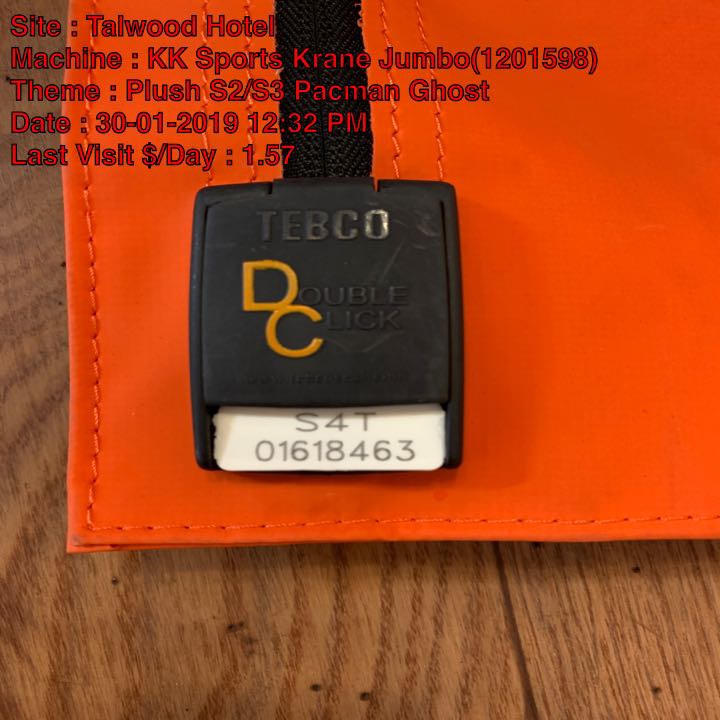 Site : Talwood Hotel
Machine : KK Sports Krane Jumbo(1201598)
Theme : Plush S2/S3 Pacman Ghost
Date : 30-01-2019 12:32 PM
Last Visit $/Day : 1.57
TEBCO
DOUBLE
CLICK
S4T
01618463